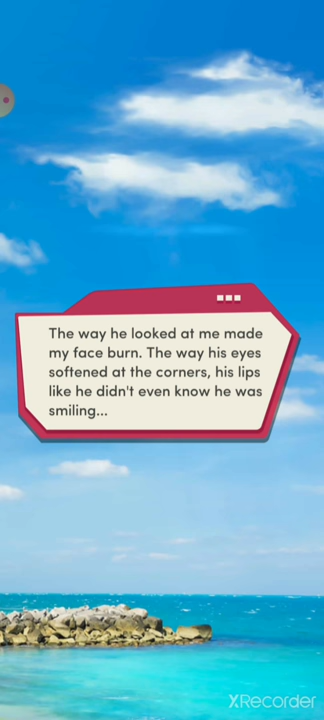 The way he looked at me made
my face burn. The way his eyes
softened at the corners, his lips
like he didn't even know he was
smiling...
XRecorder